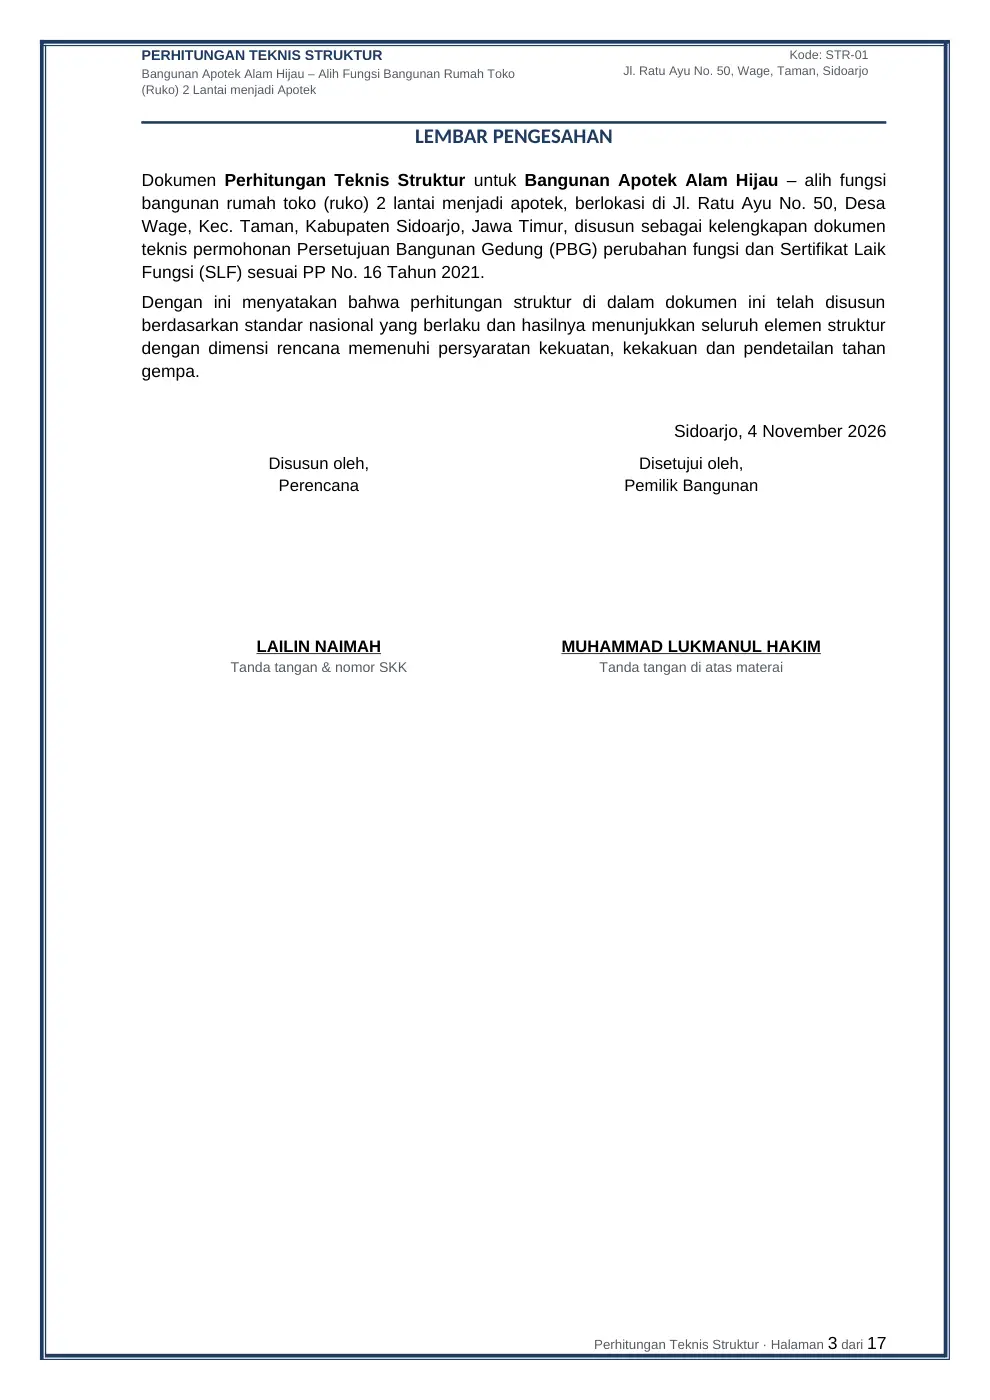 PERHITUNGAN TEKNIS STRUKTUR
Bangunan Apotek Alam Hijau – Alih Fungsi Bangunan Rumah Toko
(Ruko) 2 Lantai menjadi Apotek
Kode: STR-01
Jl. Ratu Ayu No. 50, Wage, Taman, Sidoarjo
LEMBAR PENGESAHAN
Dokumen Perhitungan Teknis Struktur untuk Bangunan Apotek Alam Hijau – alih fungsi
bangunan rumah toko (ruko) 2 lantai menjadi apotek, berlokasi di Jl. Ratu Ayu No. 50, Desa
Wage, Kec. Taman, Kabupaten Sidoarjo, Jawa Timur, disusun sebagai kelengkapan dokumen
teknis permohonan Persetujuan Bangunan Gedung (PBG) perubahan fungsi dan Sertifikat Laik
Fungsi (SLF) sesuai PP No. 16 Tahun 2021.
Dengan ini menyatakan bahwa perhitungan struktur di dalam dokumen ini telah disusun
berdasarkan standar nasional yang berlaku dan hasilnya menunjukkan seluruh elemen struktur
dengan dimensi rencana memenuhi persyaratan kekuatan, kekakuan dan pendetailan tahan
gempa.
Sidoarjo, 4 November 2026
Disusun oleh,
Perencana
Disetujui oleh,
Pemilik Bangunan
LAILIN NAIMAH
Tanda tangan & nomor SKK
MUHAMMAD LUKMANUL HAKIM
Tanda tangan di atas materai
Perhitungan Teknis Struktur · Halaman 3 dari 17